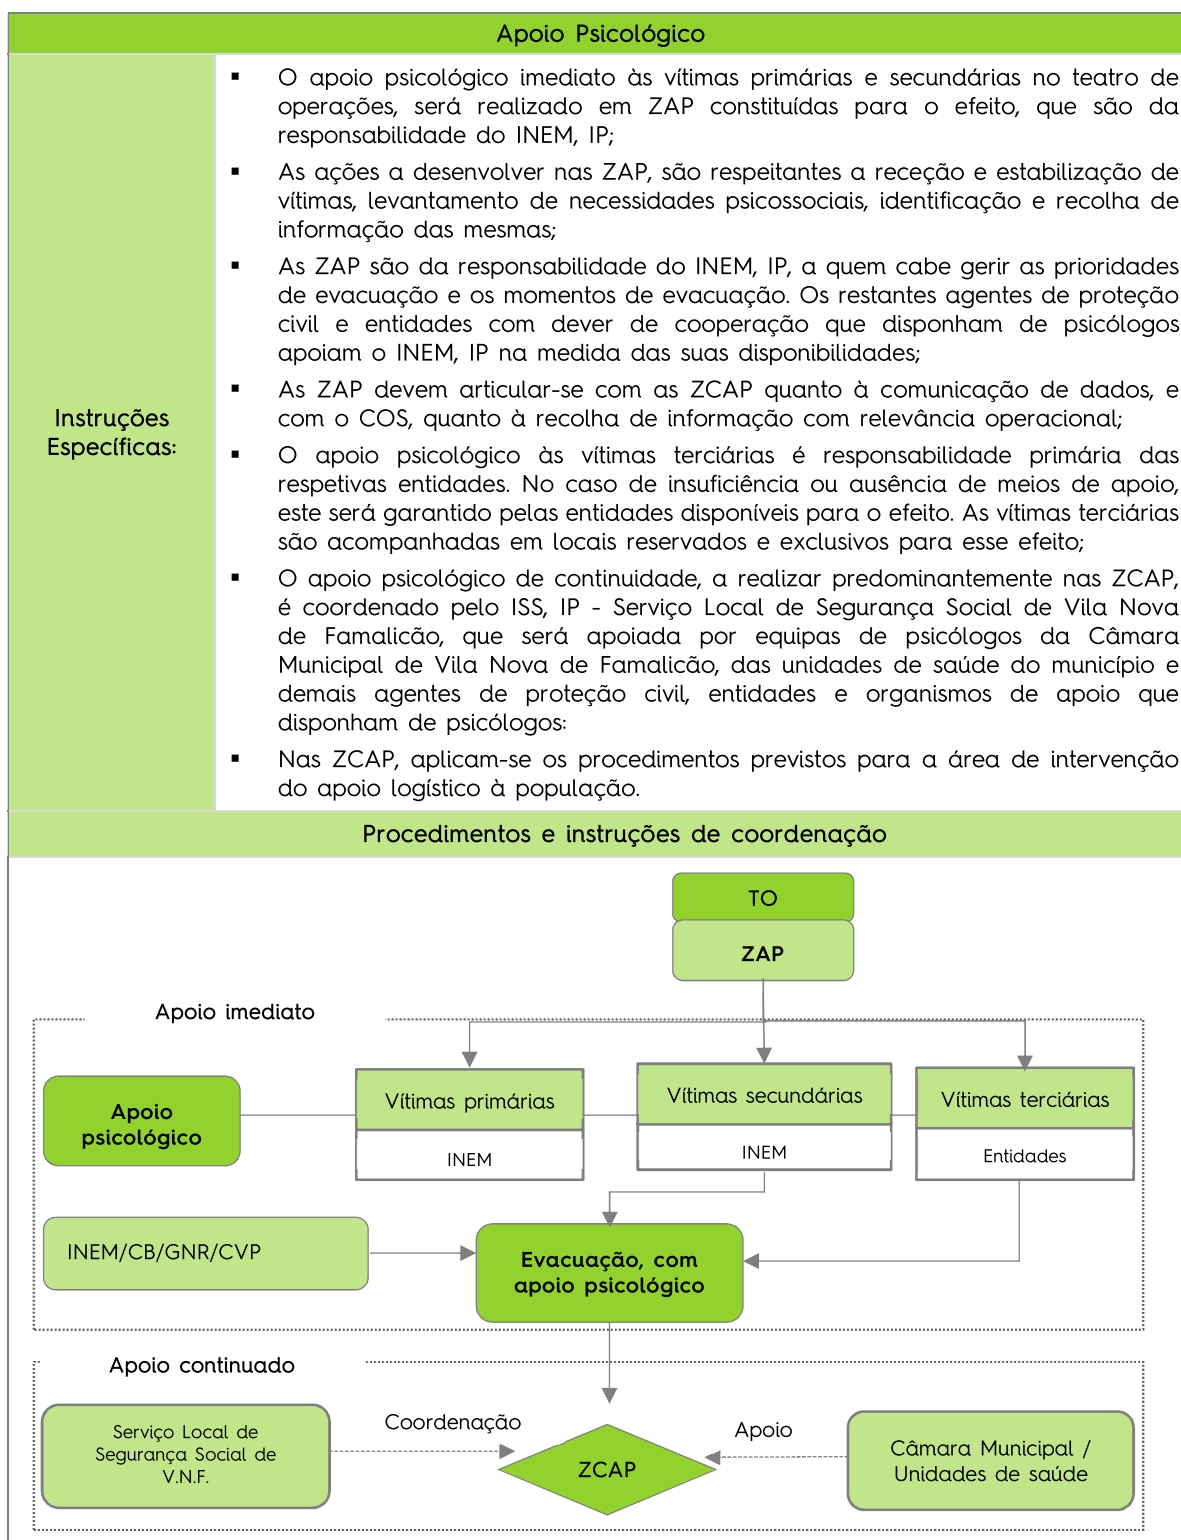 Apoio Psicológico
Instruções
Específicas:
▪ O apoio psicológico imediato às vítimas primárias e secundárias no teatro de
operações, será realizado em ZAP constituídas para o efeito, que são da
responsabilidade do INEM, IP;
▪ As ações a desenvolver nas ZAP, são respeitantes a receção e estabilização de
vítimas, levantamento de necessidades psicossociais, identificação e recolha de
informação das mesmas;
▪ As ZAP são da responsabilidade do INEM, IP, a quem cabe gerir as prioridades
de evacuação e os momentos de evacuação. Os restantes agentes de proteção
civil e entidades com dever de cooperação que disponham de psicólogos
apoiam o INEM, IP na medida das suas disponibilidades;
▪ As ZAP devem articular-se com as ZCAP quanto à comunicação de dados, e
com o COS, quanto à recolha de informação com relevância operacional;
▪ O apoio psicológico às vítimas terciárias é responsabilidade primária das
respetivas entidades. No caso de insuficiência ou ausência de meios de apoio,
este será garantido pelas entidades disponíveis para o efeito. As vítimas terciárias
são acompanhadas em locais reservados e exclusivos para esse efeito;
▪ O apoio psicológico de continuidade, a realizar predominantemente nas ZCAP,
é coordenado pelo ISS, IP - Serviço Local de Segurança Social de Vila Nova
de Famalicão, que será apoiada por equipas de psicólogos da Câmara
Municipal de Vila Nova de Famalicão, das unidades de saúde do município e
demais agentes de proteção civil, entidades e organismos de apoio que
disponham de psicólogos:
▪ Nas ZCAP, aplicam-se os procedimentos previstos para a área de intervenção
do apoio logístico à população.
Procedimentos e instruções de coordenação
TO
ZAP
Apoio imediato
Apoio
psicológico
Vítimas primárias
INEM
Vítimas secundárias
INEM
Vítimas terciárias
Entidades
INEM/CB/GNR/CVP
Evacuação, com
apoio psicológico
Apoio continuado
Serviço Local de
Segurança Social de
V.N.F.
Coordenação
ZCAP
Apoio
Câmara Municipal /
Unidades de saúde